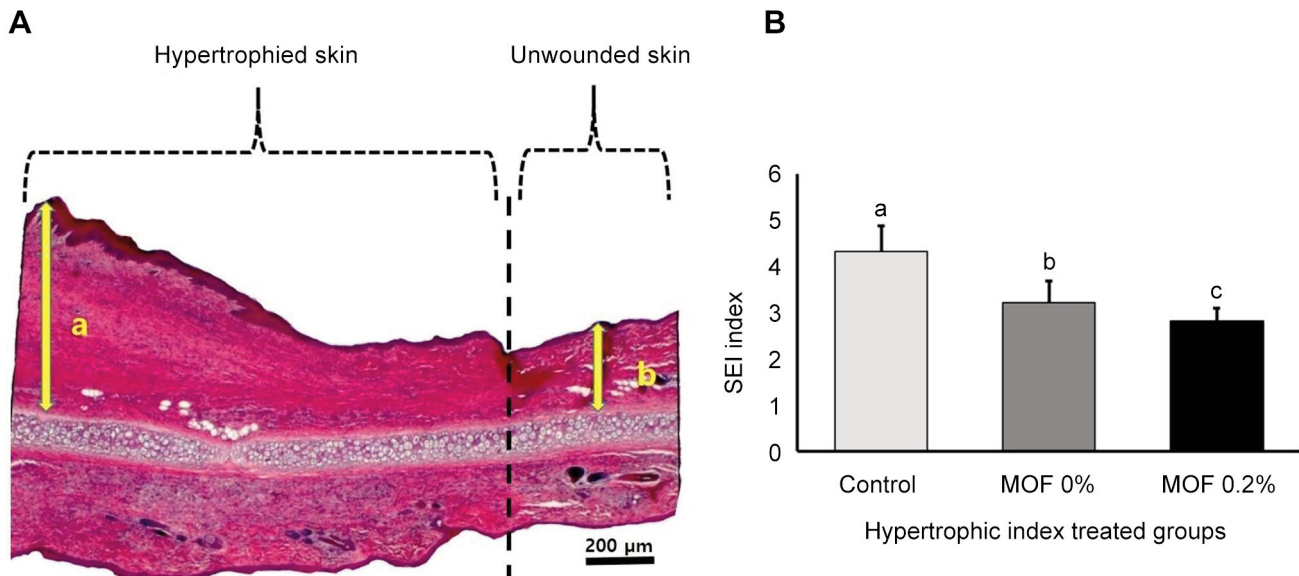 A
Hypertrophied skin
Unwounded skin
a
b
200 µm
B
SEI index
6
5
4
3
2
1
0
a
b
c
Control
MOF 0%
MOF 0.2%
Hypertrophic index treated groups